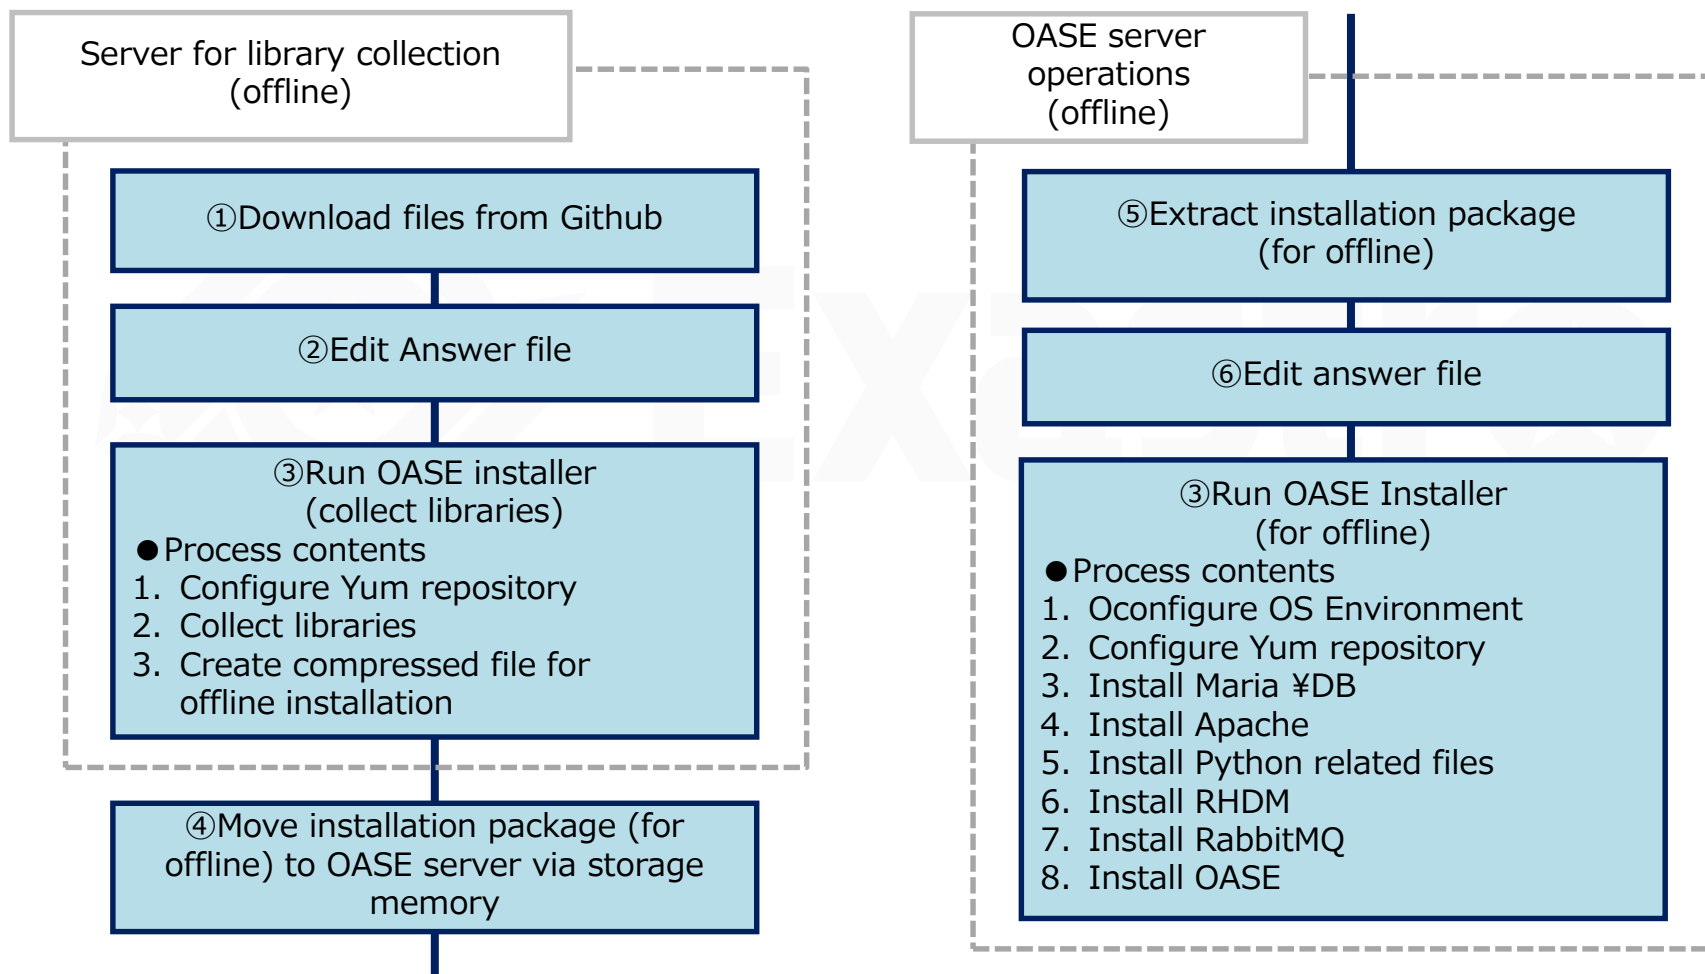 Server for library collection
(offline)
①Download files from Github
②Edit Answer file
③Run OASE installer
(collect libraries)
●Process contents
1. Configure Yum repository
2. Collect libraries
3. Create compressed file for
offline installation
④Move installation package (for
offline) to OASE server via storage
memory
OASE server
operations
(offline)
⑤Extract installation package
(for offline)
⑥Edit answer file
③Run OASE Installer
(for offline)
●Process contents
1. Oconfigure OS Environment
2. Configure Yum repository
3. Install Maria ¥DB
4. Install Apache
5. Install Python related files
6. Install RHDM
7. Install RabbitMQ
8. Install OASE
Exastro